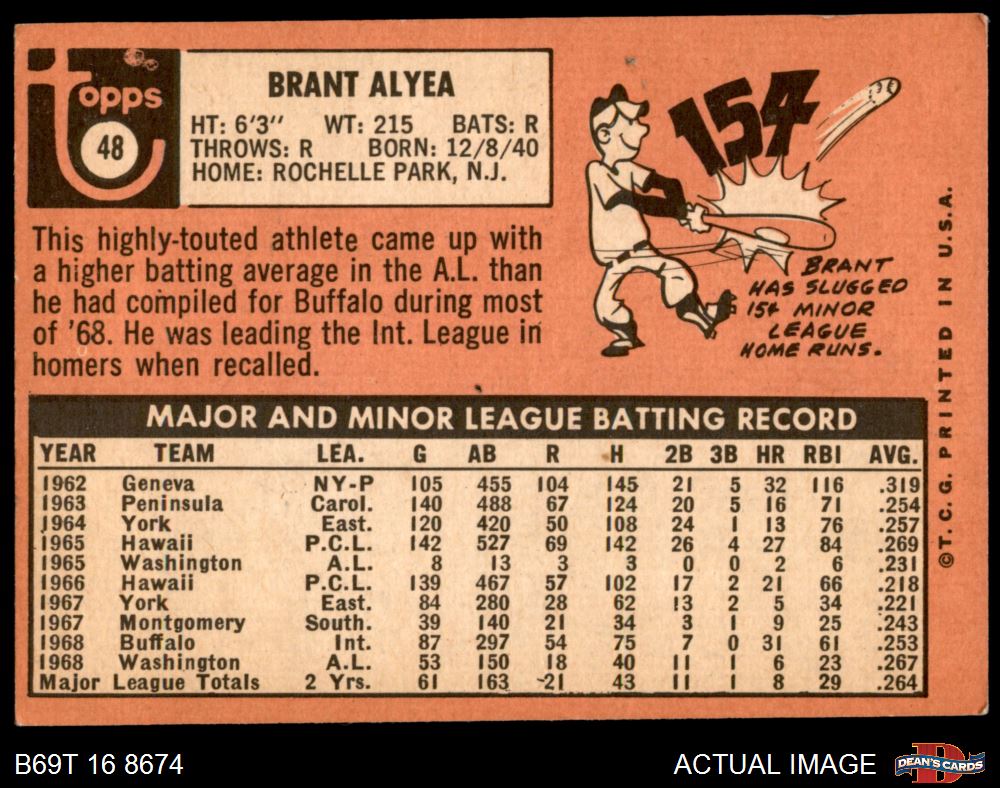 topps
48
BRANT ALYEA
HT: 6'3" WT: 215 BATS: R
THROWS: R BORN: 12/8/40
HOME: ROCHELLE PARK, N.J.
This highly-touted athlete came up with
a higher batting average in the A.L. than
he had compiled for Buffalo during most
of '68. He was leading the Int. League in
homers when recalled.
154
BRANT
HAS SLUGGED
154 MINOR
LEAGUE
HOME RUNS.
MAJOR AND MINOR LEAGUE BATTING RECORD
YEAR TEAM LEA. G AB R H 2B 3B HR RBI AVG.
1962 Geneva NY-P 105 455 104 145 21 5 32 116 .319
1963 Peninsula Carol. 140 488 67 124 20 5 16 71 .254
1964 York East. 120 420 50 108 24 1 13 76 .257
1965 Hawaii P.C.L. 142 527 69 142 26 4 27 84 .269
1965 Washington A.L. 8 13 3 3 0 0 2 6 .231
1966 Hawaii P.C.L. 139 467 57 102 17 2 21 66 .218
1967 York East. 84 280 28 62 13 2 5 34 .221
1967 Montgomery South. 39 140 21 34 3 1 9 25 .243
1968 Buffalo Int. 87 297 54 75 7 0 31 61 .253
1968 Washington A.L. 53 150 18 40 11 1 6 23 .267
Major League Totals 2 Yrs. 61 163 21 43 11 1 8 29 .264
©T.C.G. PRINTED IN U.S.A.
B69T 16 8674
ACTUAL IMAGE
D
DEAN'S CARDS